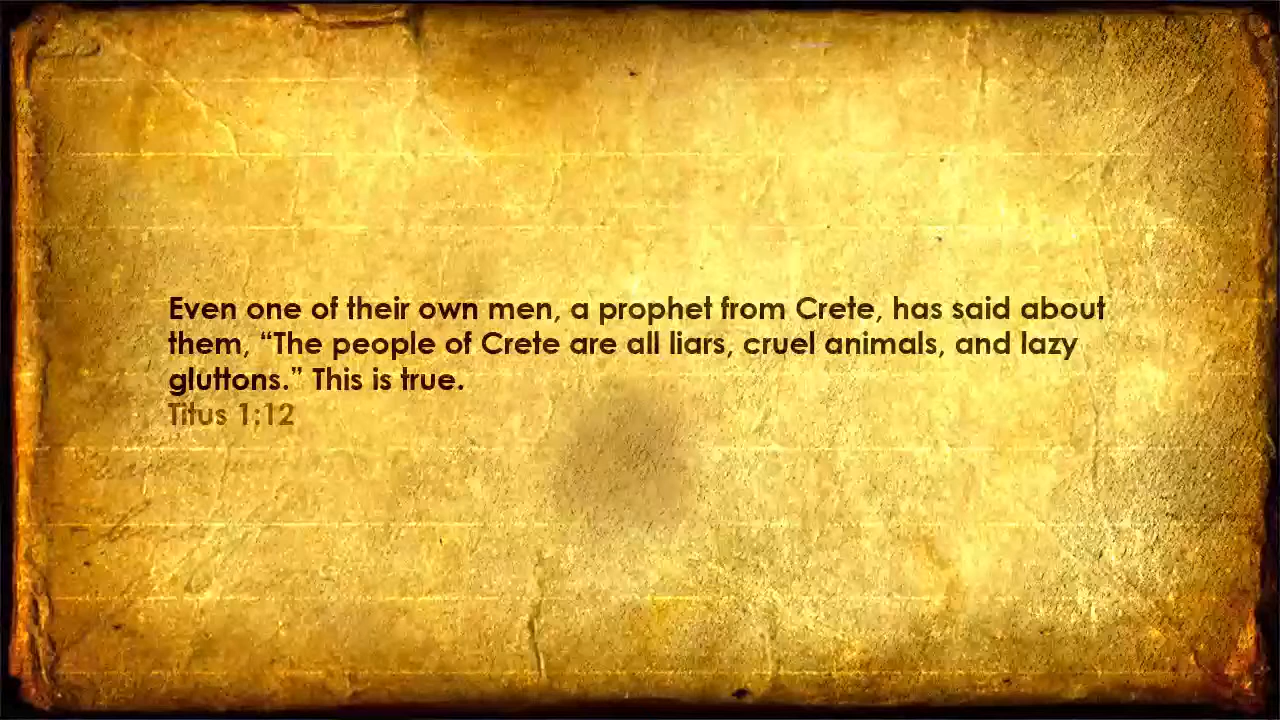 Even one of their own men, a prophet from Crete, has said about
them, “The people of Crete are all liars, cruel animals, and lazy
gluttons.” This is true.
Titus 1:12